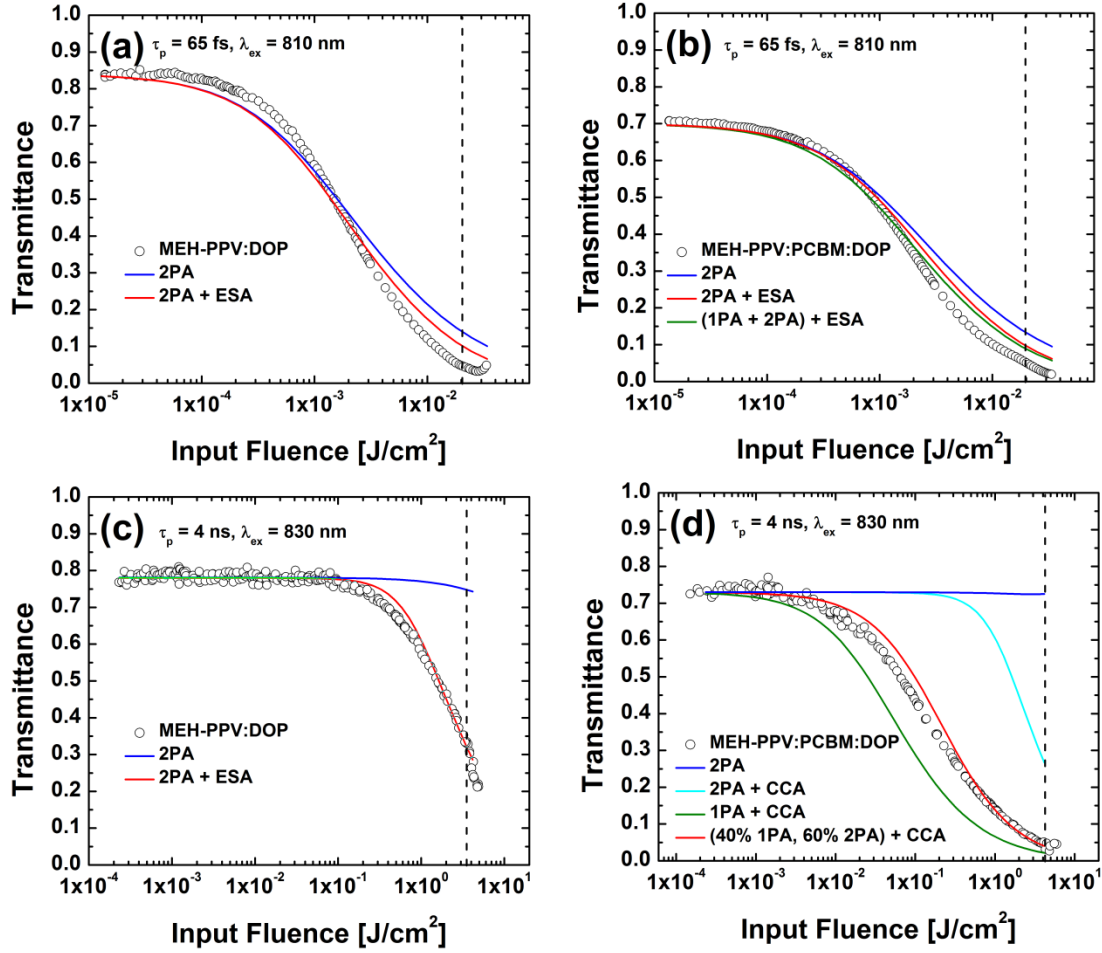 (a) τp = 65 fs, λex = 810 nm
Transmittance
1.0
0.9
0.8
0.7
0.6
0.5
0.4
0.3
0.2
0.1
0.0
MEH-PPV:DOP
2PA
2PA + ESA
1x10-5 1x10-4 1x10-3 1x10-2
Input Fluence [J/cm2]
(b) τp = 65 fs, λex = 810 nm
Transmittance
1.0
0.9
0.8
0.7
0.6
0.5
0.4
0.3
0.2
0.1
0.0
MEH-PPV:PCBM:DOP
2PA
2PA + ESA
(1PA + 2PA) + ESA
1x10-5 1x10-4 1x10-3 1x10-2
Input Fluence [J/cm2]
(c) τp = 4 ns, λex = 830 nm
Transmittance
1.0
0.9
0.8
0.7
0.6
0.5
0.4
0.3
0.2
0.1
0.0
MEH-PPV:DOP
2PA
2PA + ESA
1x10-4 1x10-3 1x10-2 1x10-1 1x100 1x101
Input Fluence [J/cm2]
(d) τp = 4 ns, λex = 830 nm
Transmittance
1.0
0.9
0.8
0.7
0.6
0.5
0.4
0.3
0.2
0.1
0.0
MEH-PPV:PCBM:DOP
2PA
2PA + CCA
1PA + CCA
(40% 1PA, 60% 2PA) + CCA
1x10-4 1x10-3 1x10-2 1x10-1 1x100 1x101
Input Fluence [J/cm2]